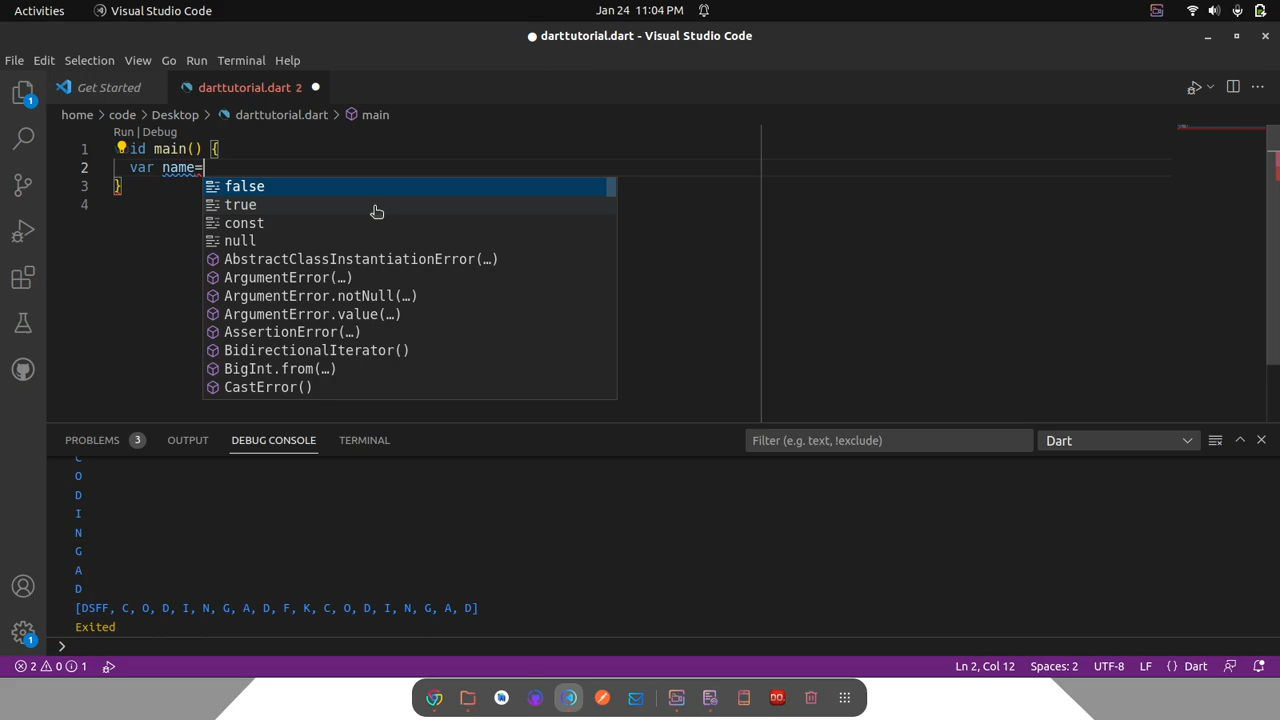 Activities Visual Studio Code Jan 24 11:04 PM
darttutorial.dart - Visual Studio Code
File Edit Selection View Go Run Terminal Help
Get Started darttutorial.dart 2
home > code > Desktop > darttutorial.dart > main
Run | Debug
1 id main() {
2 var name=
3 }
4
false
true
const
null
AbstractClassInstantiationError(…)
ArgumentError(…)
ArgumentError.notNull(…)
ArgumentError.value(…)
AssertionError(…)
BidirectionalIterator()
BigInt.from(…)
CastError()
PROBLEMS 3 OUTPUT DEBUG CONSOLE TERMINAL Filter (e.g. text, !exclude) Dart
C
O
D
I
N
G
A
D
[DSFF, C, O, D, I, N, G, A, D, F, K, C, O, D, I, N, G, A, D]
Exited
>
2 0 1 Ln 2, Col 12 Spaces: 2 UTF-8 LF {} Dart